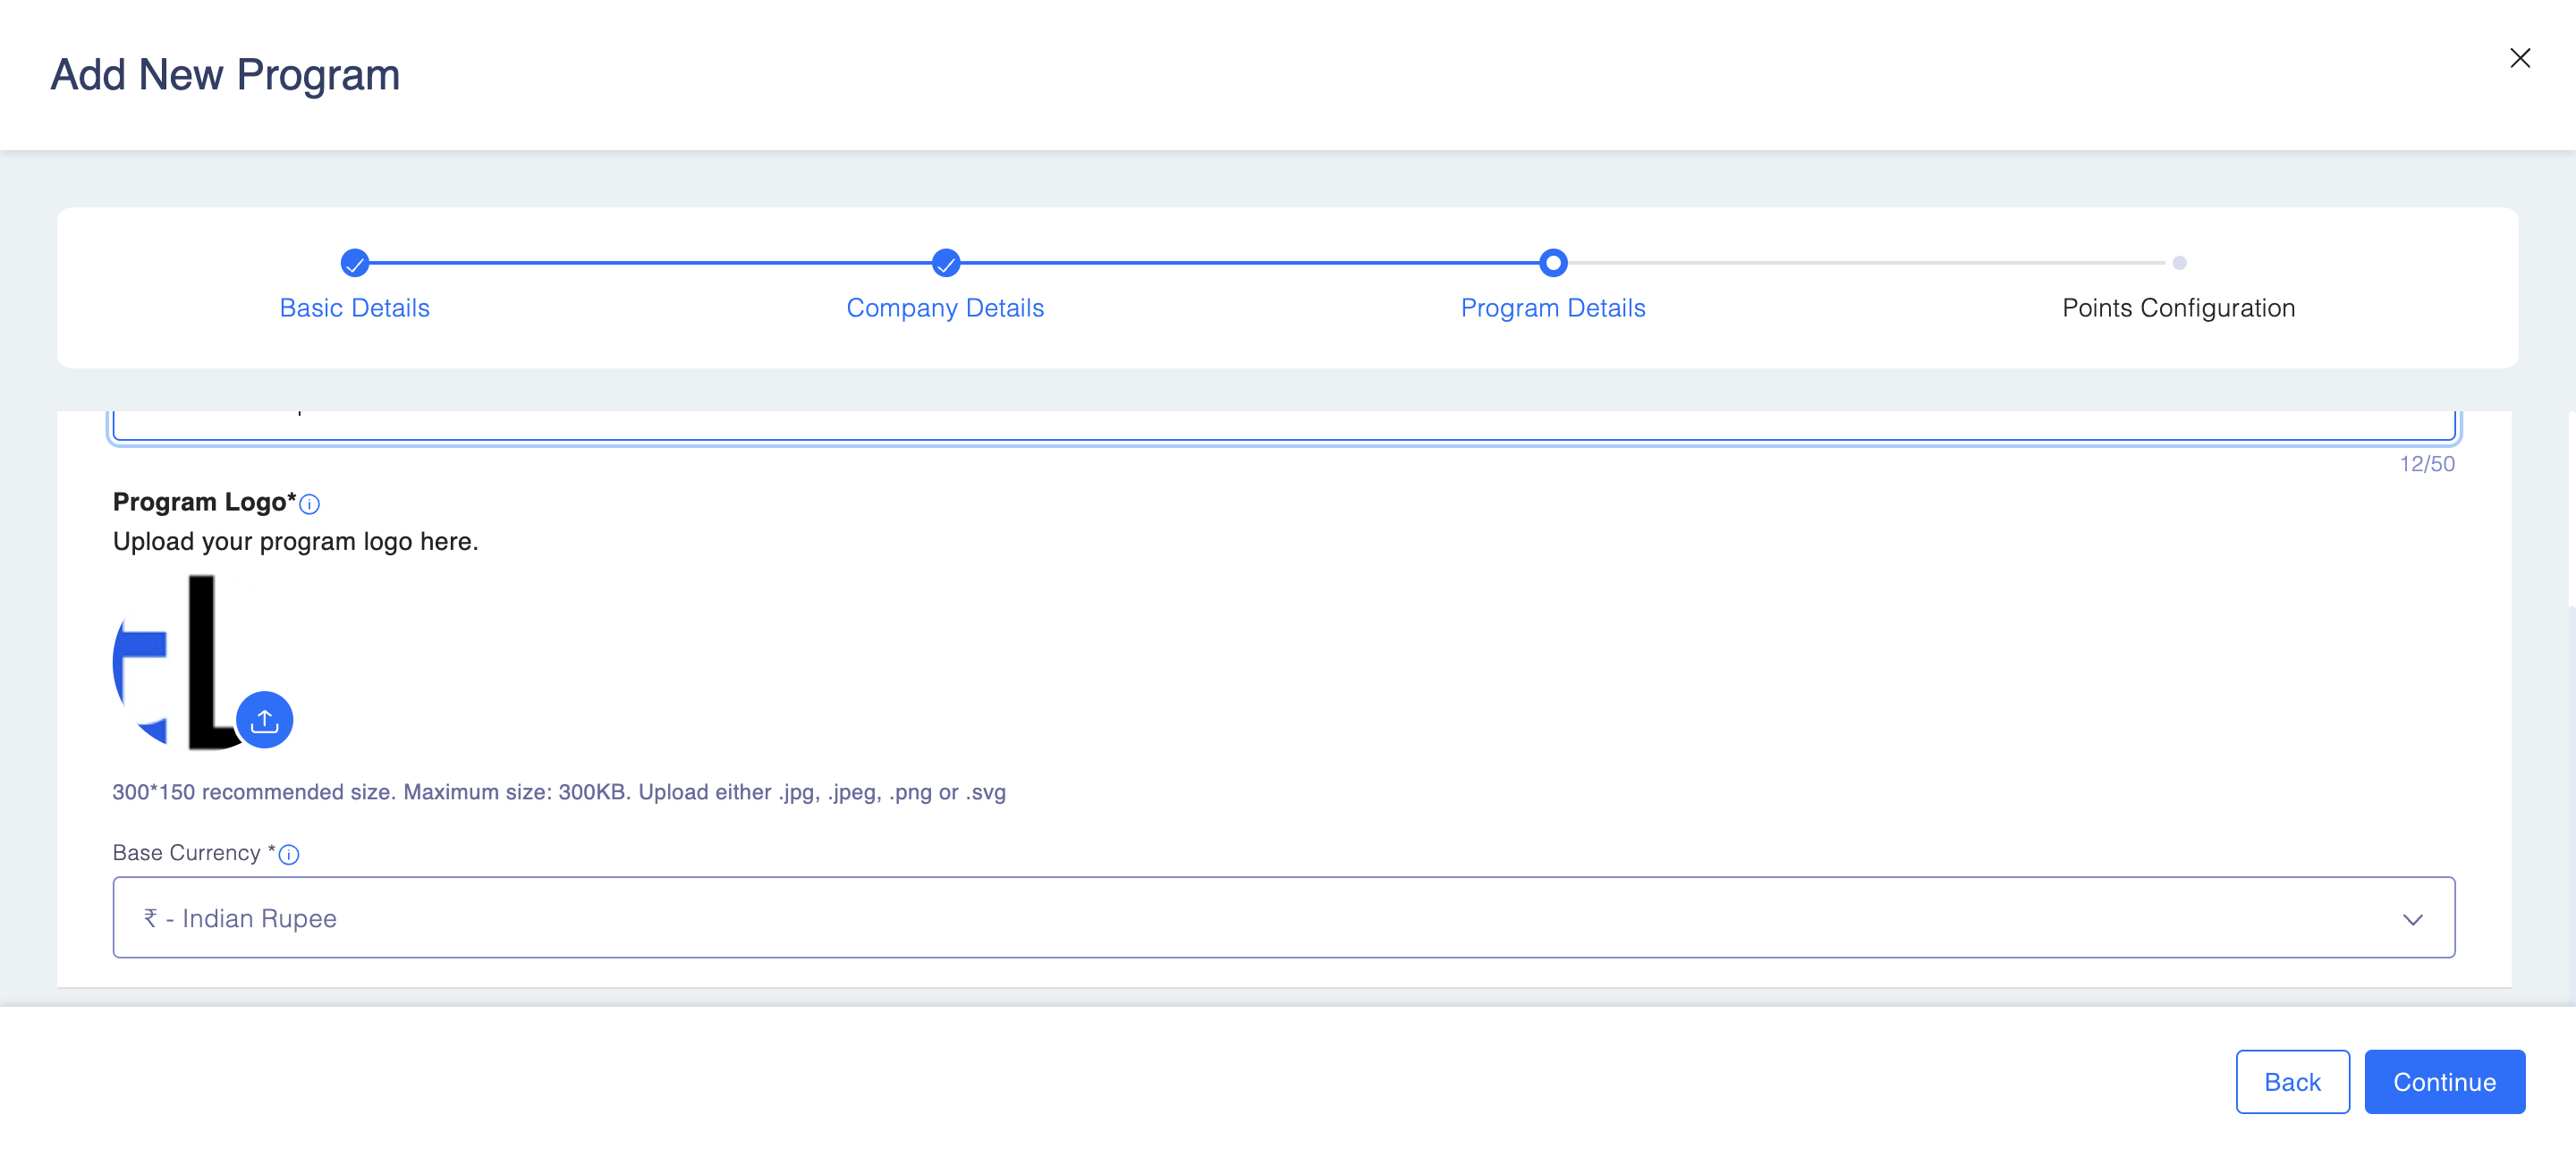 Add New Program
Basic Details
Company Details
Program Details
Points Configuration
12/50
Program Logo*
Upload your program logo here.
300*150 recommended size. Maximum size: 300KB. Upload either .jpg, .jpeg, .png or .svg
Base Currency *
₹ - Indian Rupee
Back
Continue